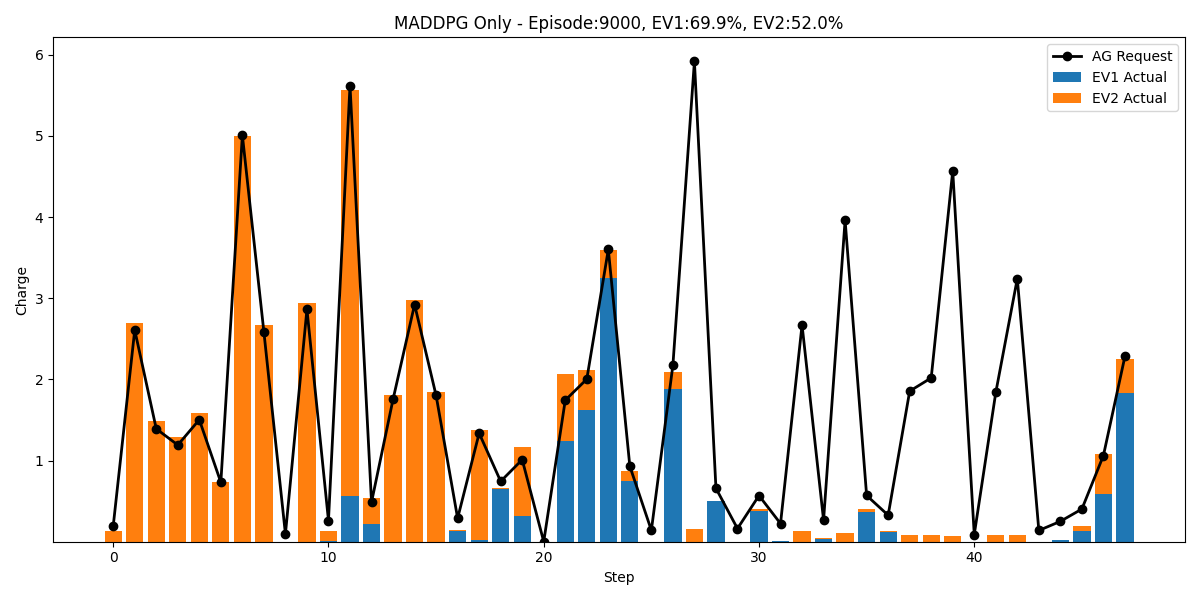 MADDPG Only - Episode:9000, EV1:69.9%, EV2:52.0%
AG Request
EV1 Actual
EV2 Actual
Charge
6
5
4
3
2
1
0
10
20
30
40
Step